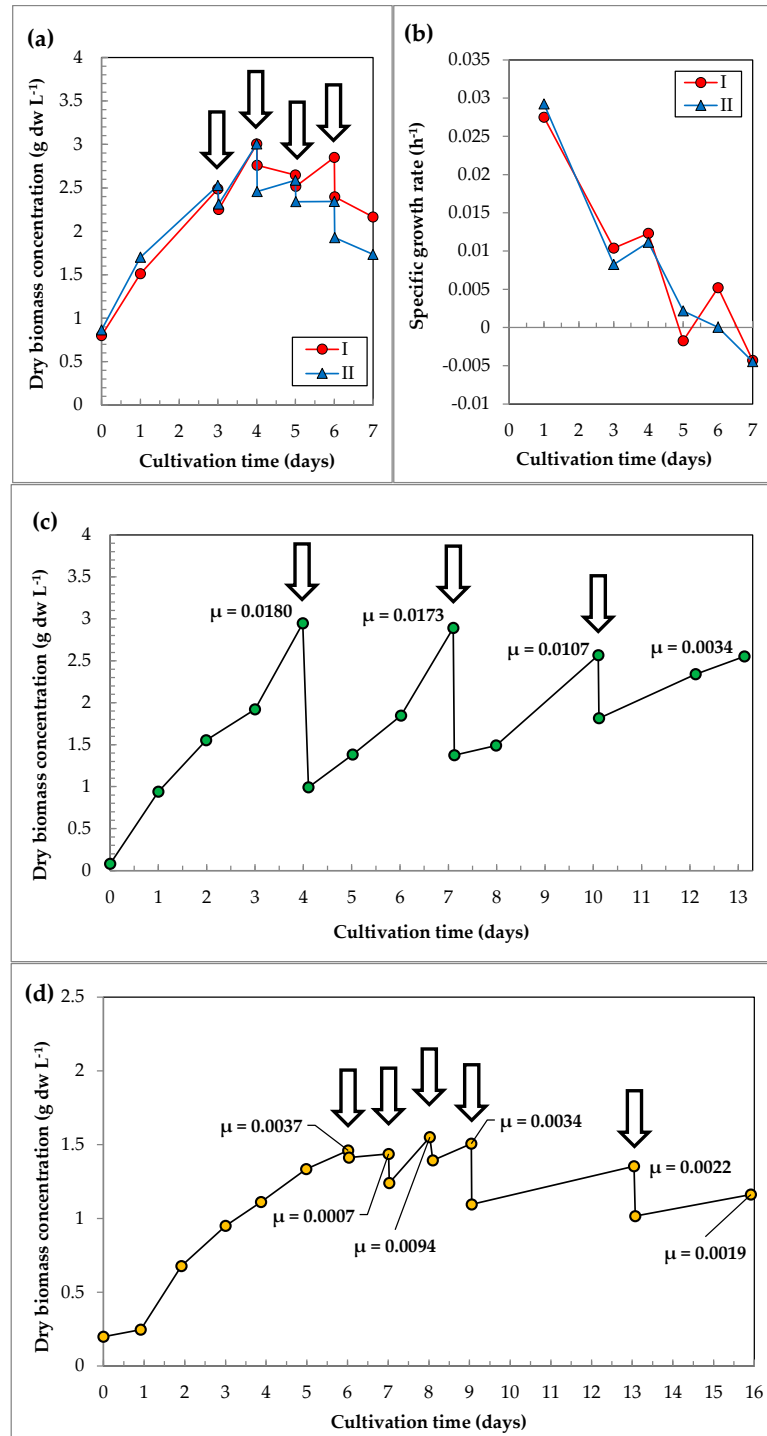 (a)
Dry biomass concentration (g dw L⁻¹)
4
3.5
3
2.5
2
1.5
1
0.5
0
0 1 2 3 4 5 6 7
Cultivation time (days)
I
II
(b)
Specific growth rate (h⁻¹)
0.035
0.03
0.025
0.02
0.015
0.01
0.005
0
-0.005
-0.01
0 1 2 3 4 5 6 7
Cultivation time (days)
I
II
(c)
Dry biomass concentration (g dw L⁻¹)
4
3.5
3
2.5
2
1.5
1
0.5
0
μ = 0.0180
μ = 0.0173
μ = 0.0107
μ = 0.0034
0 1 2 3 4 5 6 7 8 9 10 11 12 13
Cultivation time (days)
(d)
Dry biomass concentration (g dw L⁻¹)
2.5
2
1.5
1
0.5
0
μ = 0.0037
μ = 0.0007
μ = 0.0094
μ = 0.0034
μ = 0.0022
μ = 0.0019
0 1 2 3 4 5 6 7 8 9 10 11 12 13 14 15 16
Cultivation time (days)